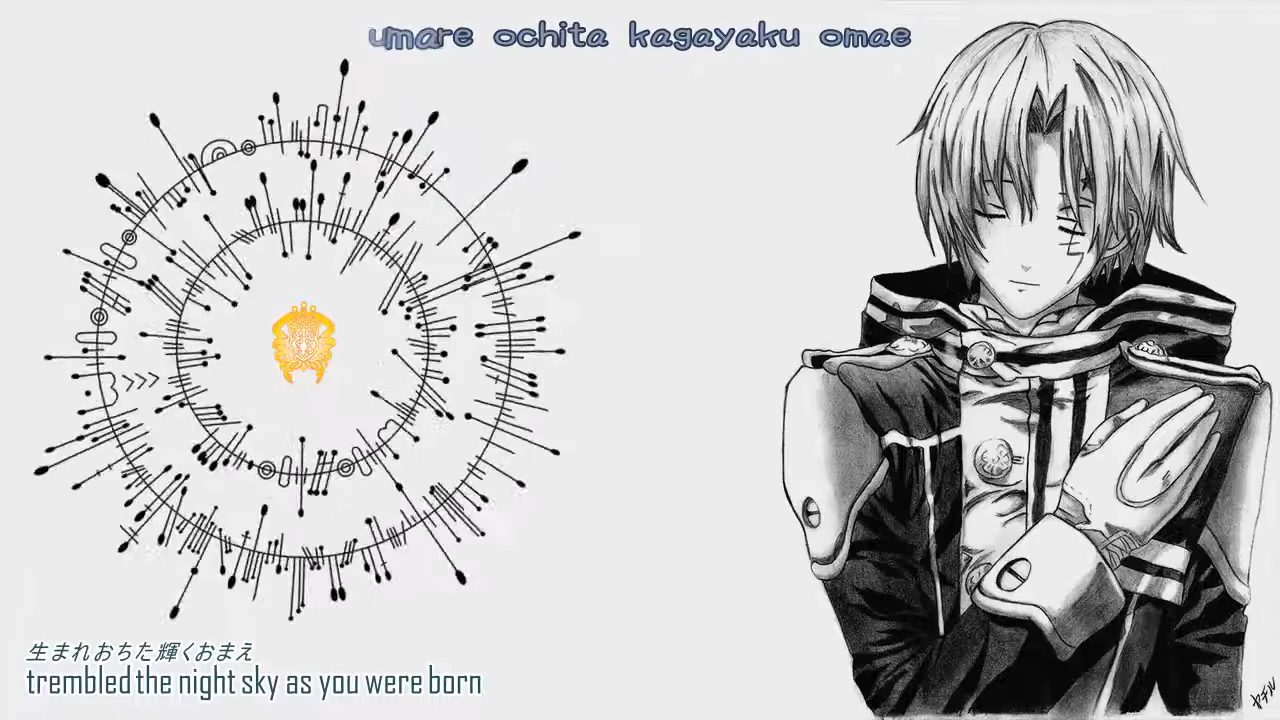 umare ochita kagayaku omae
生まれおちた輝くおまえ
trembled the night sky as you were born